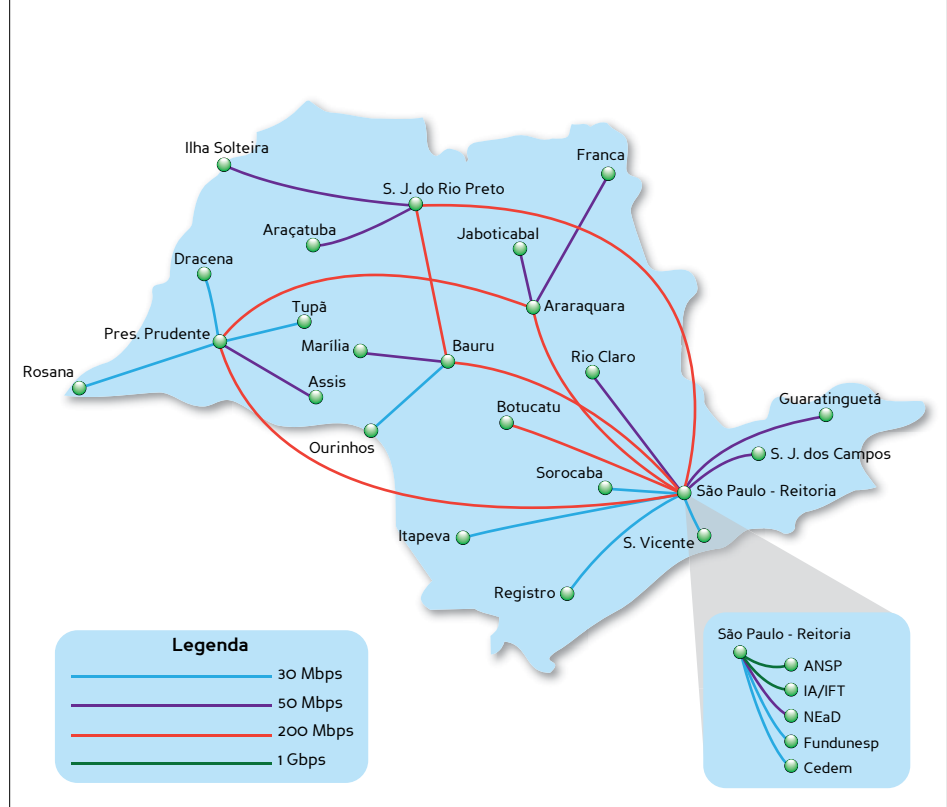 Ilha Solteira
Franca
S. J. do Rio Preto
Araçatuba
Jaboticabal
Dracena
Tupã
Araraquara
Pres. Prudente
Marília
Bauru
Rio Claro
Rosana
Assis
Guaratinguetá
Botucatu
Ourinhos
S. J. dos Campos
Sorocaba
São Paulo - Reitoria
Itapeva
S. Vicente
Registro
Legenda
30 Mbps
50 Mbps
200 Mbps
1 Gbps
São Paulo - Reitoria
ANSP
IA/IFT
NEaD
Fundunesp
Cedem